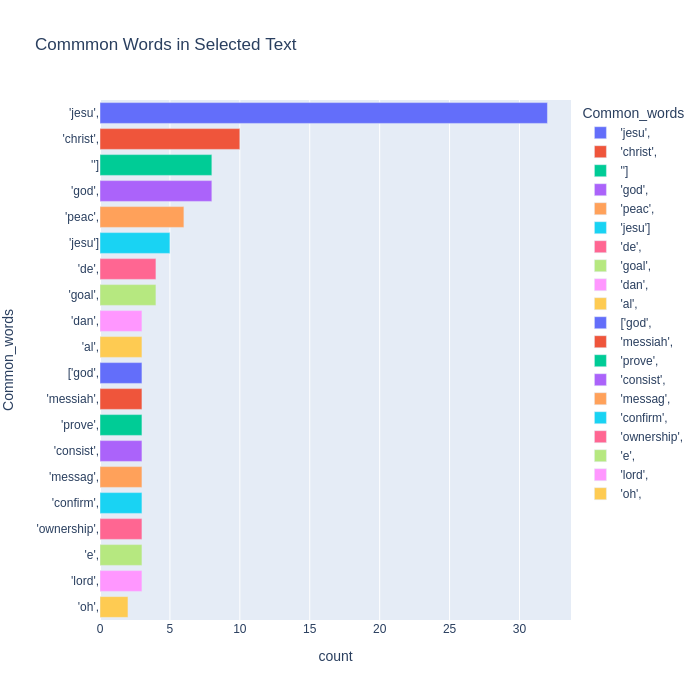 Commmon Words in Selected Text
Common_words
'jesu',
'christ',
'']
'god',
'peac',
'jesu']
'de',
'goal',
'dan',
'al',
['god',
'messiah',
'prove',
'consist',
'messag',
'confirm',
'ownership',
'e',
'lord',
'oh',
0 5 10 15 20 25 30
count
Common_words
'jesu',
'christ',
'']
'god',
'peac',
'jesu']
'de',
'goal',
'dan',
'al',
['god',
'messiah',
'prove',
'consist',
'messag',
'confirm',
'ownership',
'e',
'lord',
'oh',